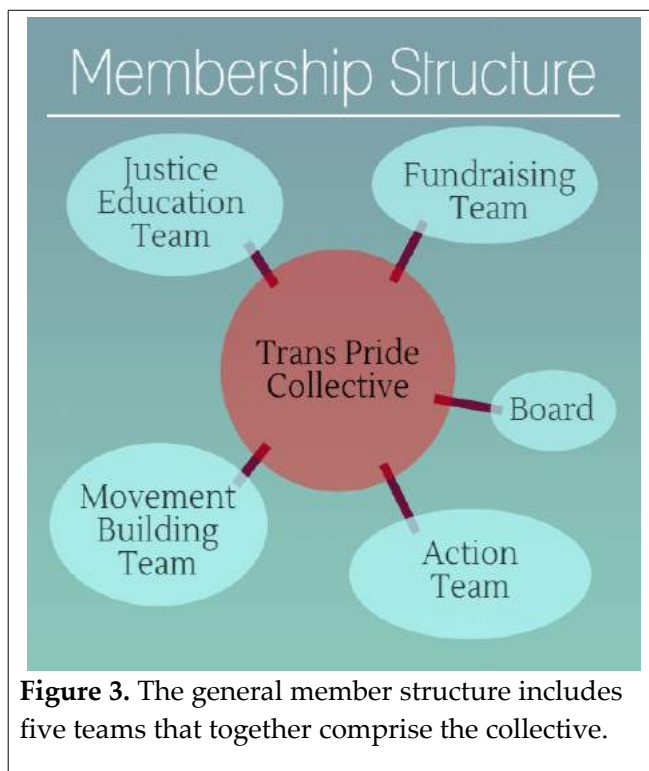 Membership Structure
Justice
Education
Team
Fundraising
Team
Trans Pride
Collective
Board
Movement
Building
Team
Action
Team
Figure 3. The general member structure includes
five teams that together comprise the collective.